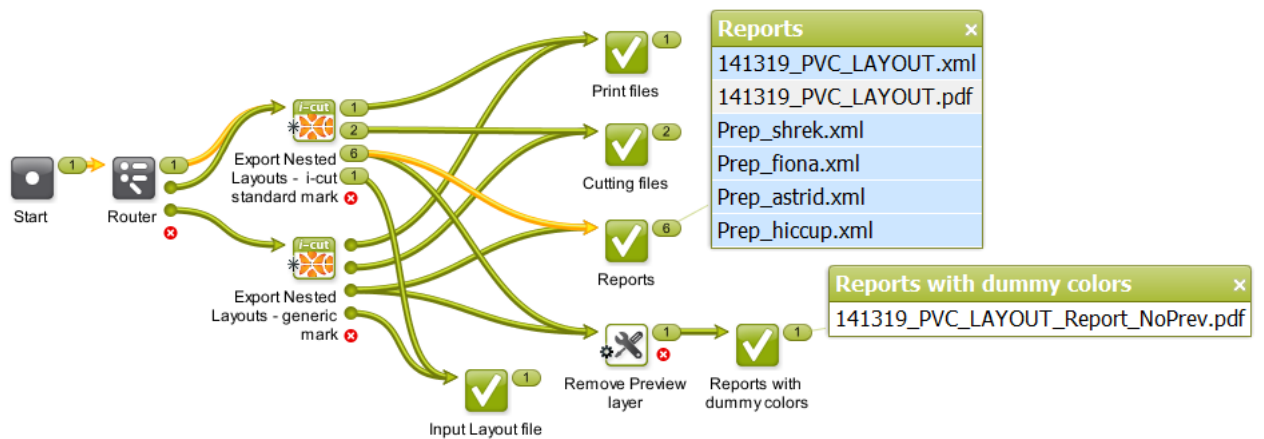 Start
1
Router
1
i-cut
1
2
6
1
Export Nested
Layouts - i-cut
standard mark
i-cut
Export Nested
Layouts - generic
mark
1
Print files
2
Cutting files
6
Reports
1
Remove Preview
layer
1
Reports with
dummy colors
1
Input Layout file
Reports
141319_PVC_LAYOUT.xml
141319_PVC_LAYOUT.pdf
Prep_shrek.xml
Prep_fiona.xml
Prep_astrid.xml
Prep_hiccup.xml
Reports with dummy colors
141319_PVC_LAYOUT_Report_NoPrev.pdf